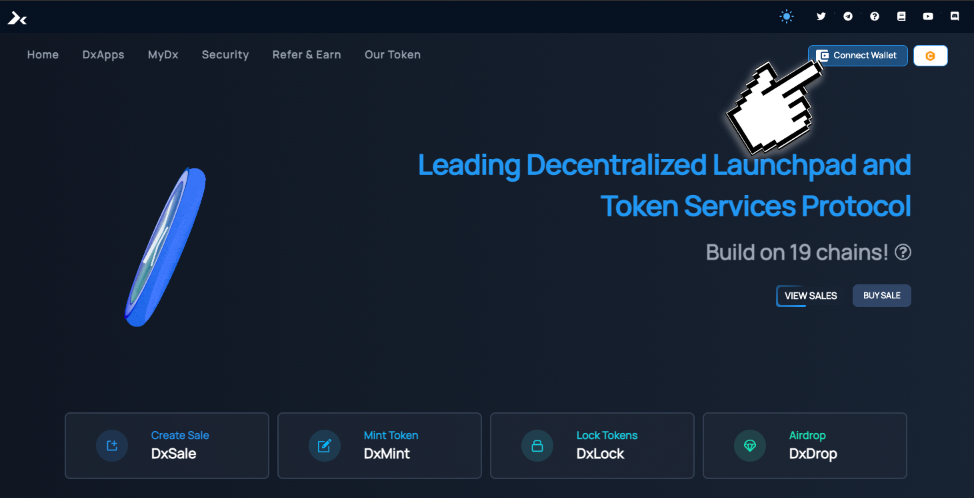 Home DxApps MyDx Security Refer & Earn Our Token Connect Wallet
Leading Decentralized Launchpad and
Token Services Protocol
Build on 19 chains!
VIEW SALES BUY SALE
Create Sale
DxSale
Mint Token
DxMint
Lock Tokens
DxLock
Airdrop
DxDrop